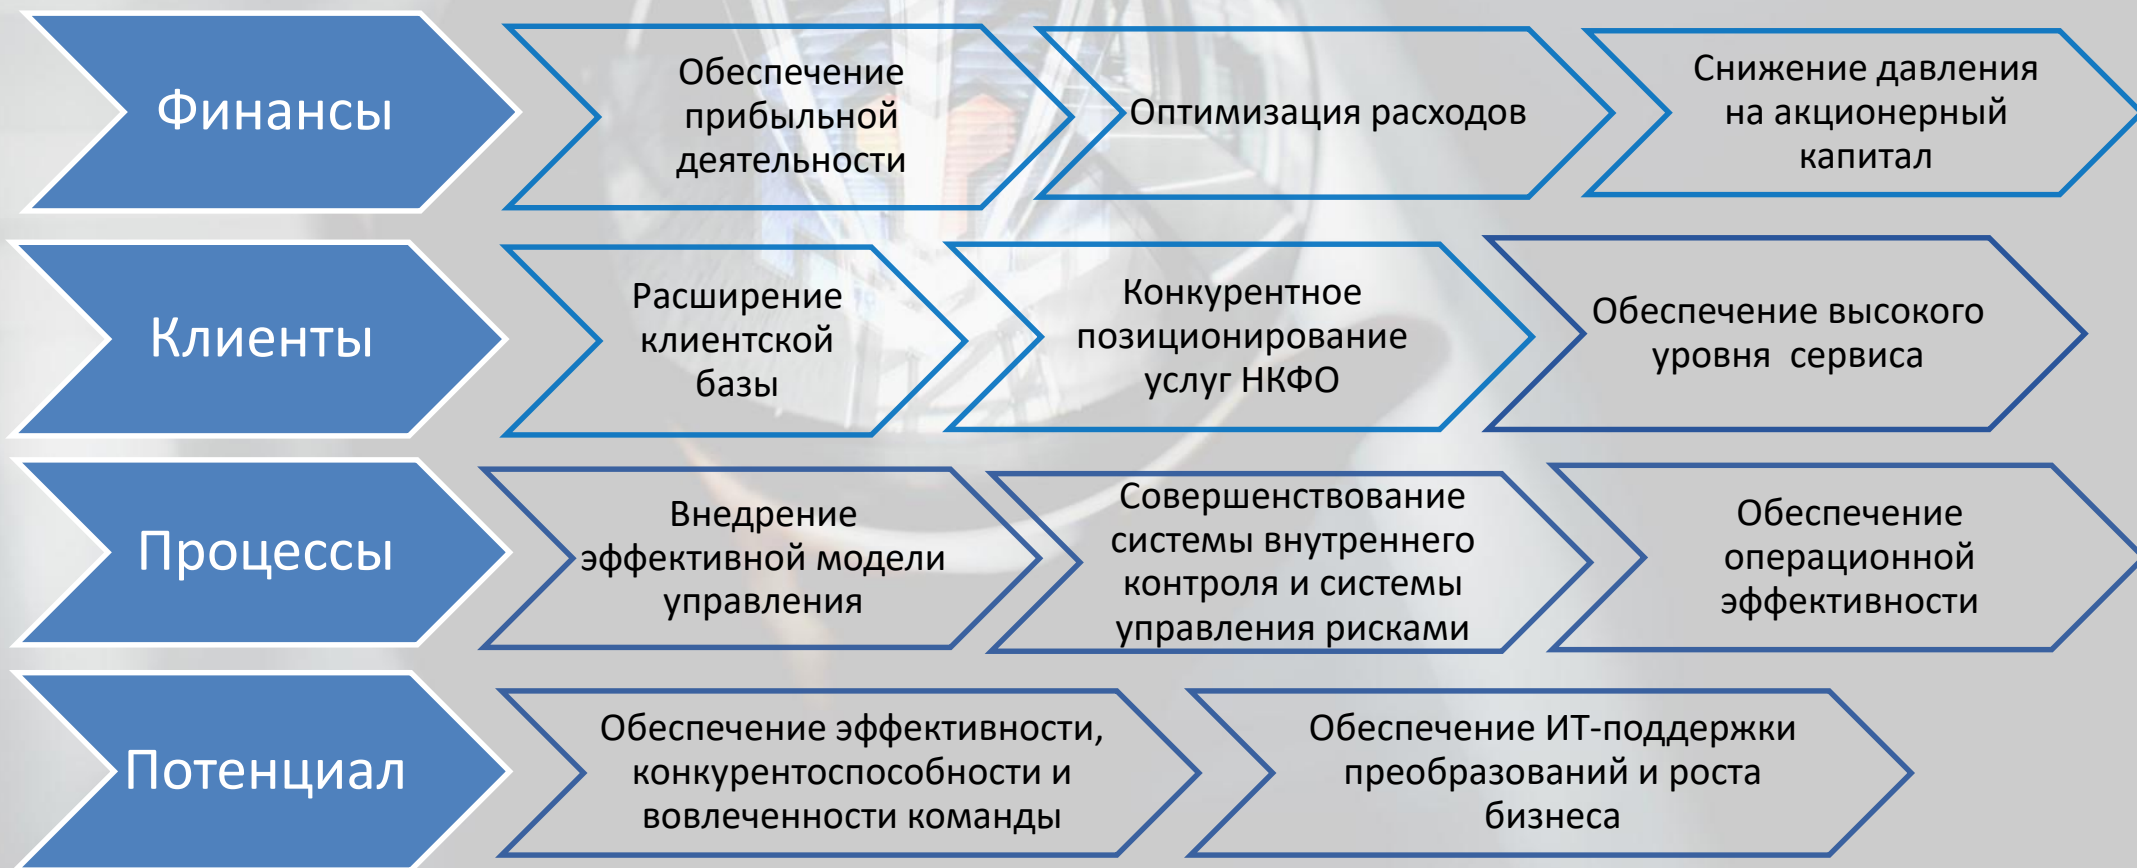 Финансы
Обеспечение
прибыльной
деятельности
Оптимизация расходов
Снижение давления
на акционерный
капитал
Клиенты
Расширение
клиентской
базы
Конкурентное
позиционирование
услуг НКФО
Обеспечение высокого
уровня  сервиса
Процессы
Внедрение
эффективной модели
управления
Совершенствование
системы внутреннего
контроля и системы
управления рисками
Обеспечение
операционной
эффективности
Потенциал
Обеспечение эффективности,
конкурентоспособности и
вовлеченности команды
Обеспечение ИТ-поддержки
преобразований и роста
бизнеса